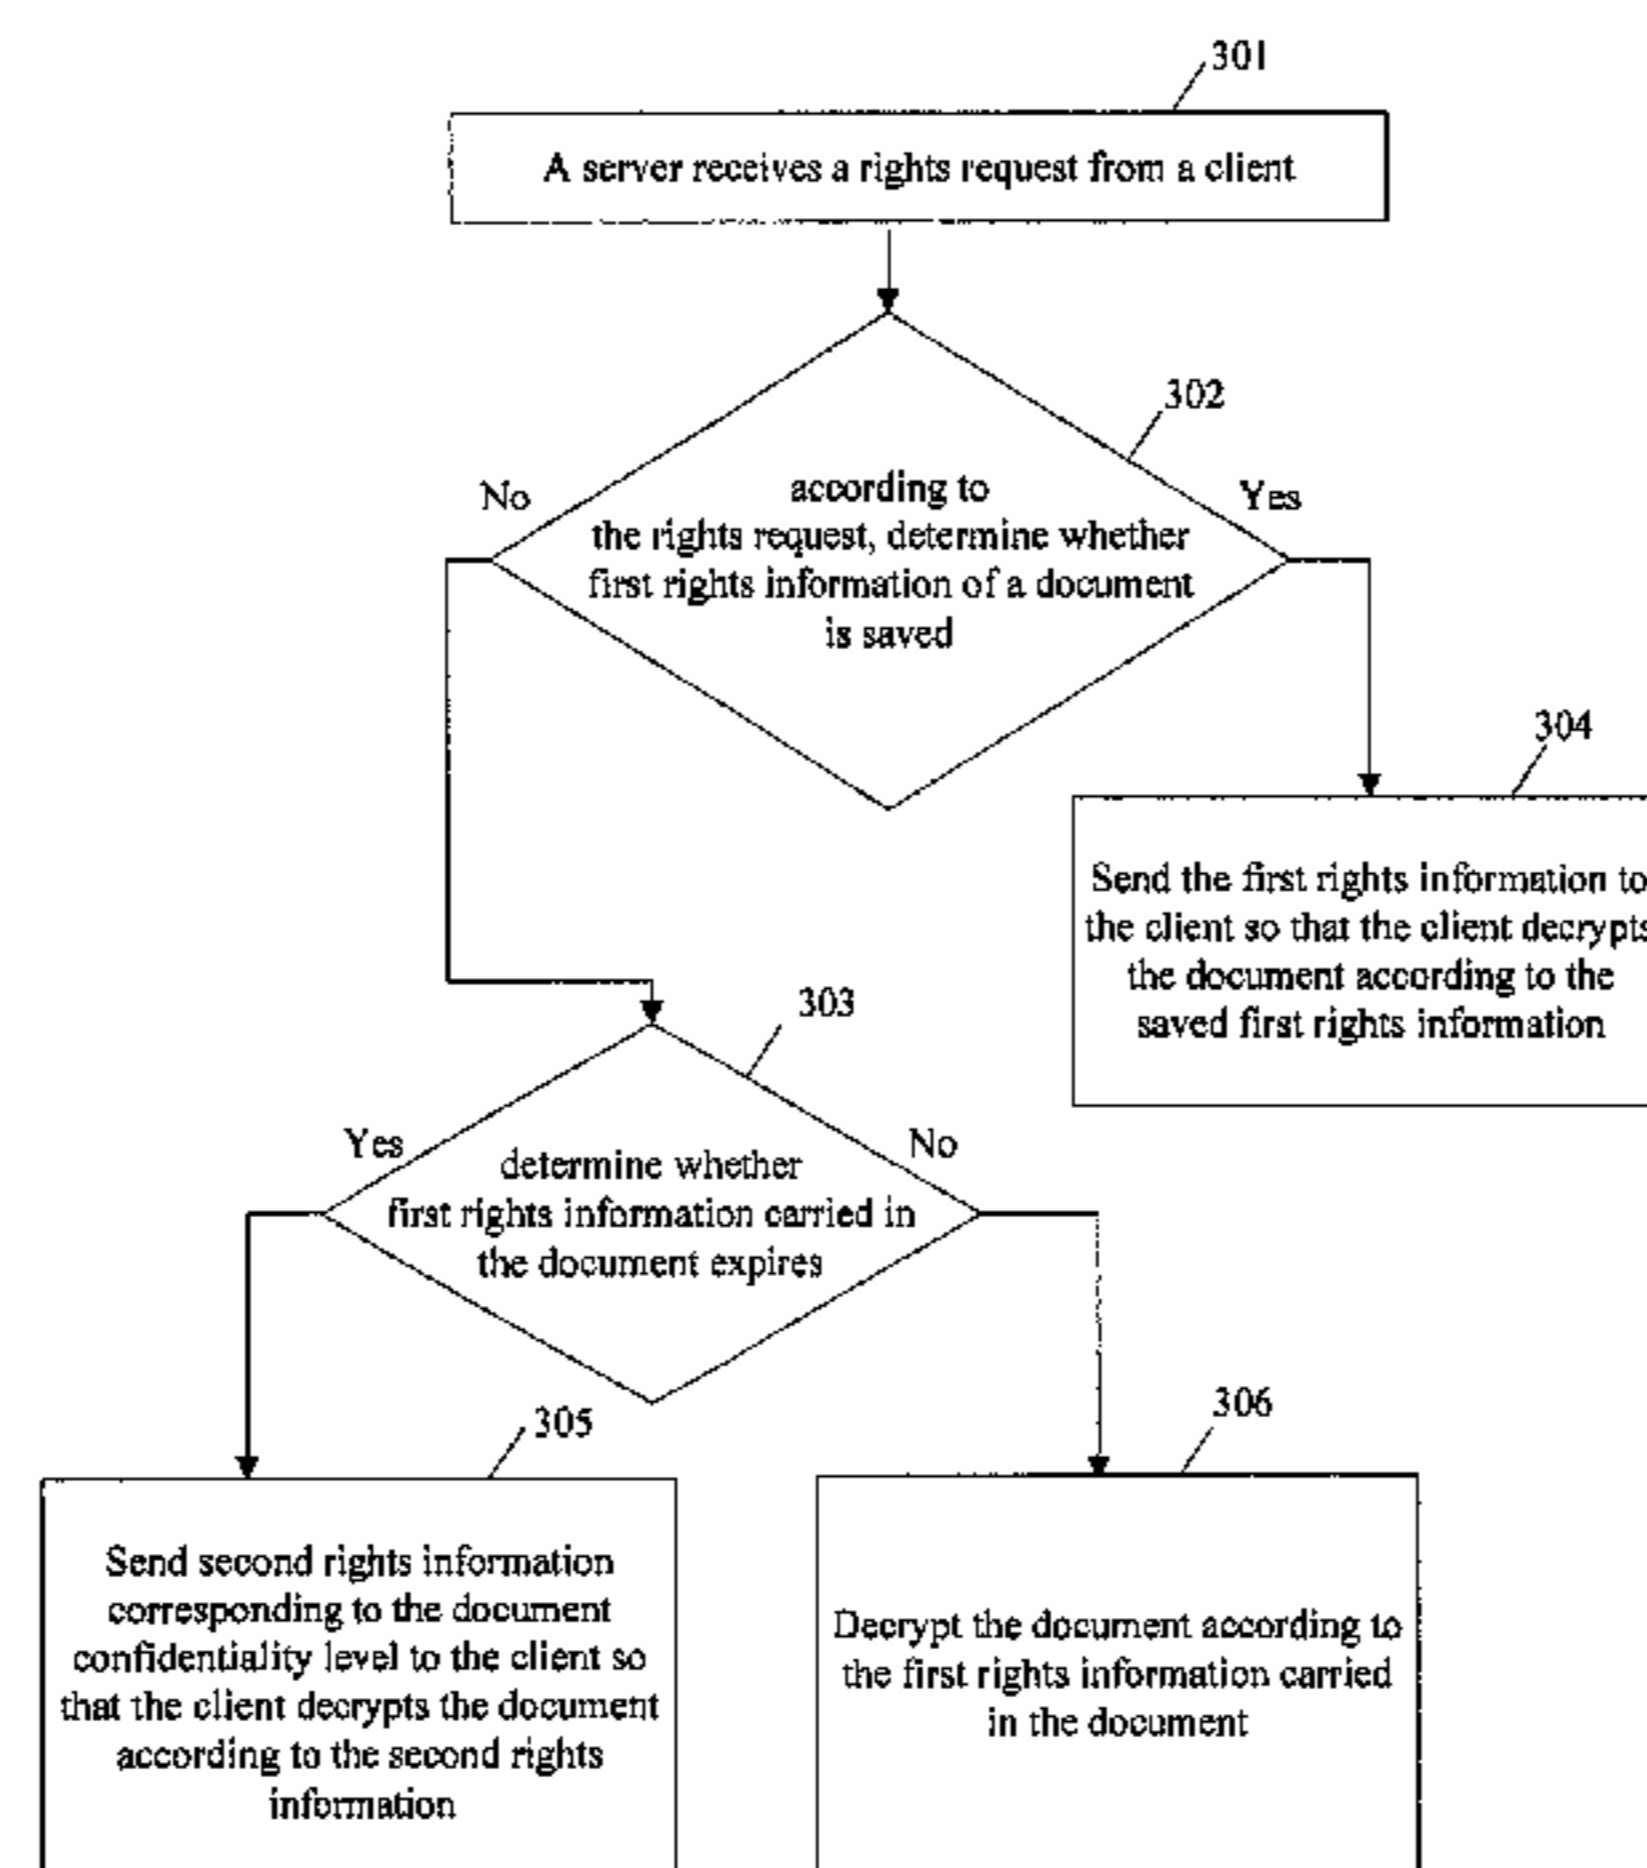 301
A server receives a rights request from a client
302
No
Yes
according to
the rights request, determine whether
first rights information of a document
is saved
304
Send the first rights information to
the client so that the client decrypts
the document according to the
saved first rights information
303
Yes
No
determine whether
first rights information carried in
the document expires
305
306
Send second rights information
corresponding to the document
confidentiality level to the client so
that the client decrypts the document
according to the second rights
information
Decrypt the document according to
the first rights information carried
in the document